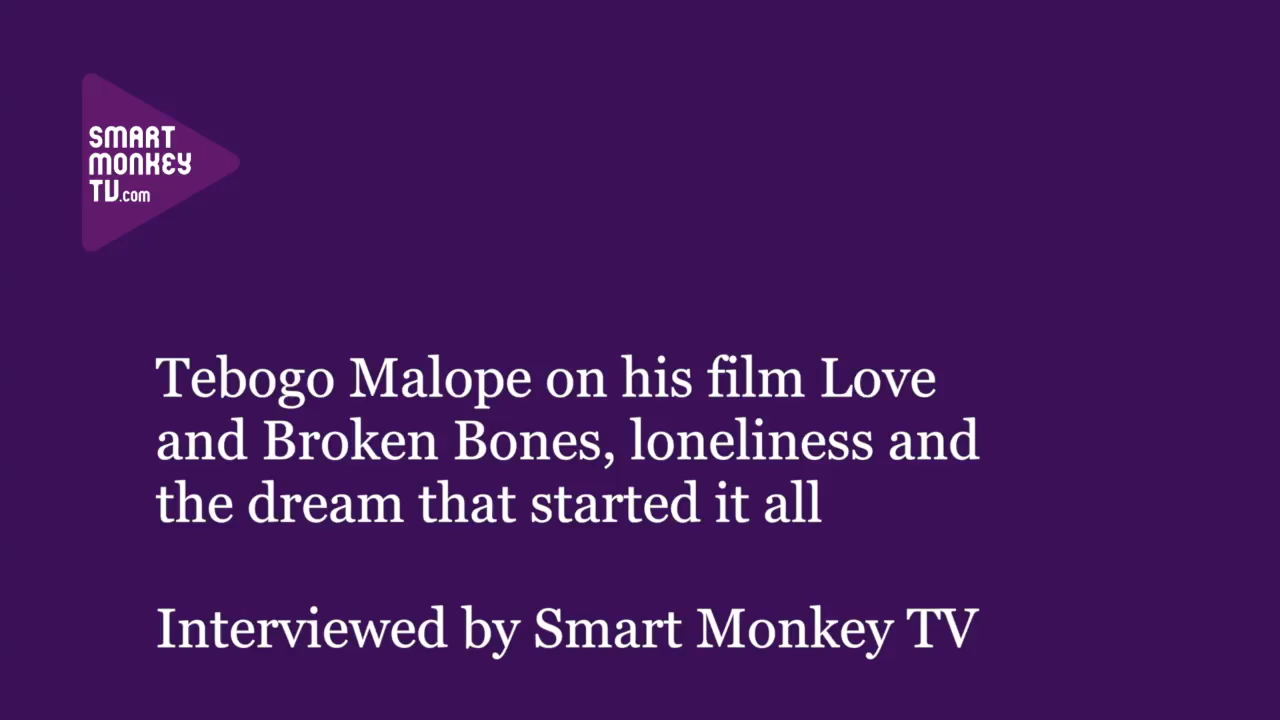 SMART
MONKEY
TV.com
Tebogo Malope on his film Love
and Broken Bones, loneliness and
the dream that started it all
Interviewed by Smart Monkey TV